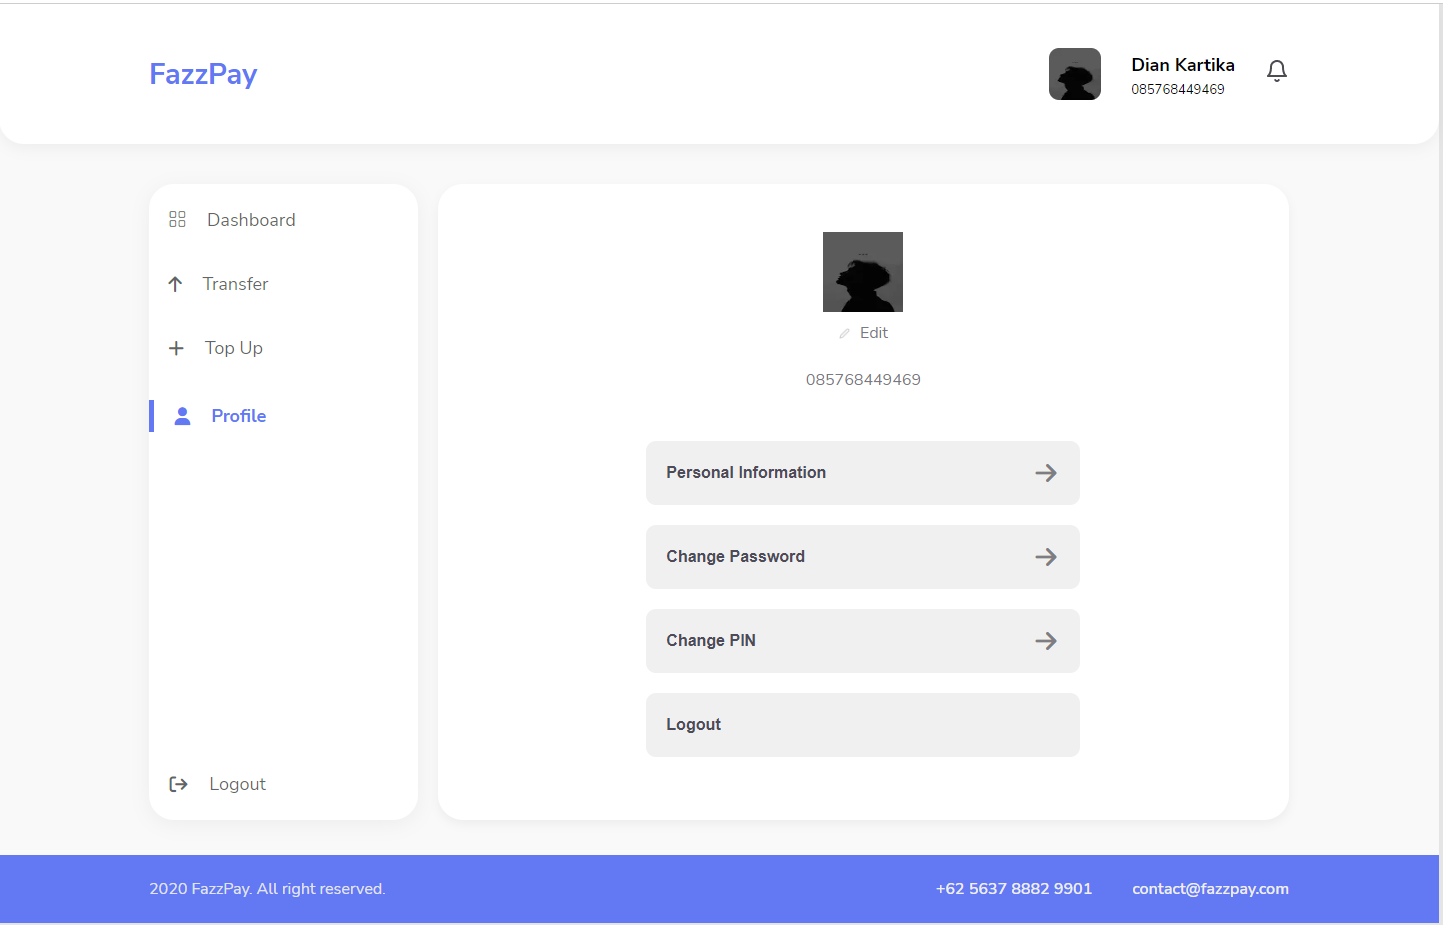 FazzPay
Dian Kartika
085768449469
Dashboard
Transfer
Top Up
Profile
Logout
Edit
085768449469
Personal Information
Change Password
Change PIN
Logout
2020 FazzPay. All right reserved.
+62 5637 8882 9901
contact@fazzpay.com